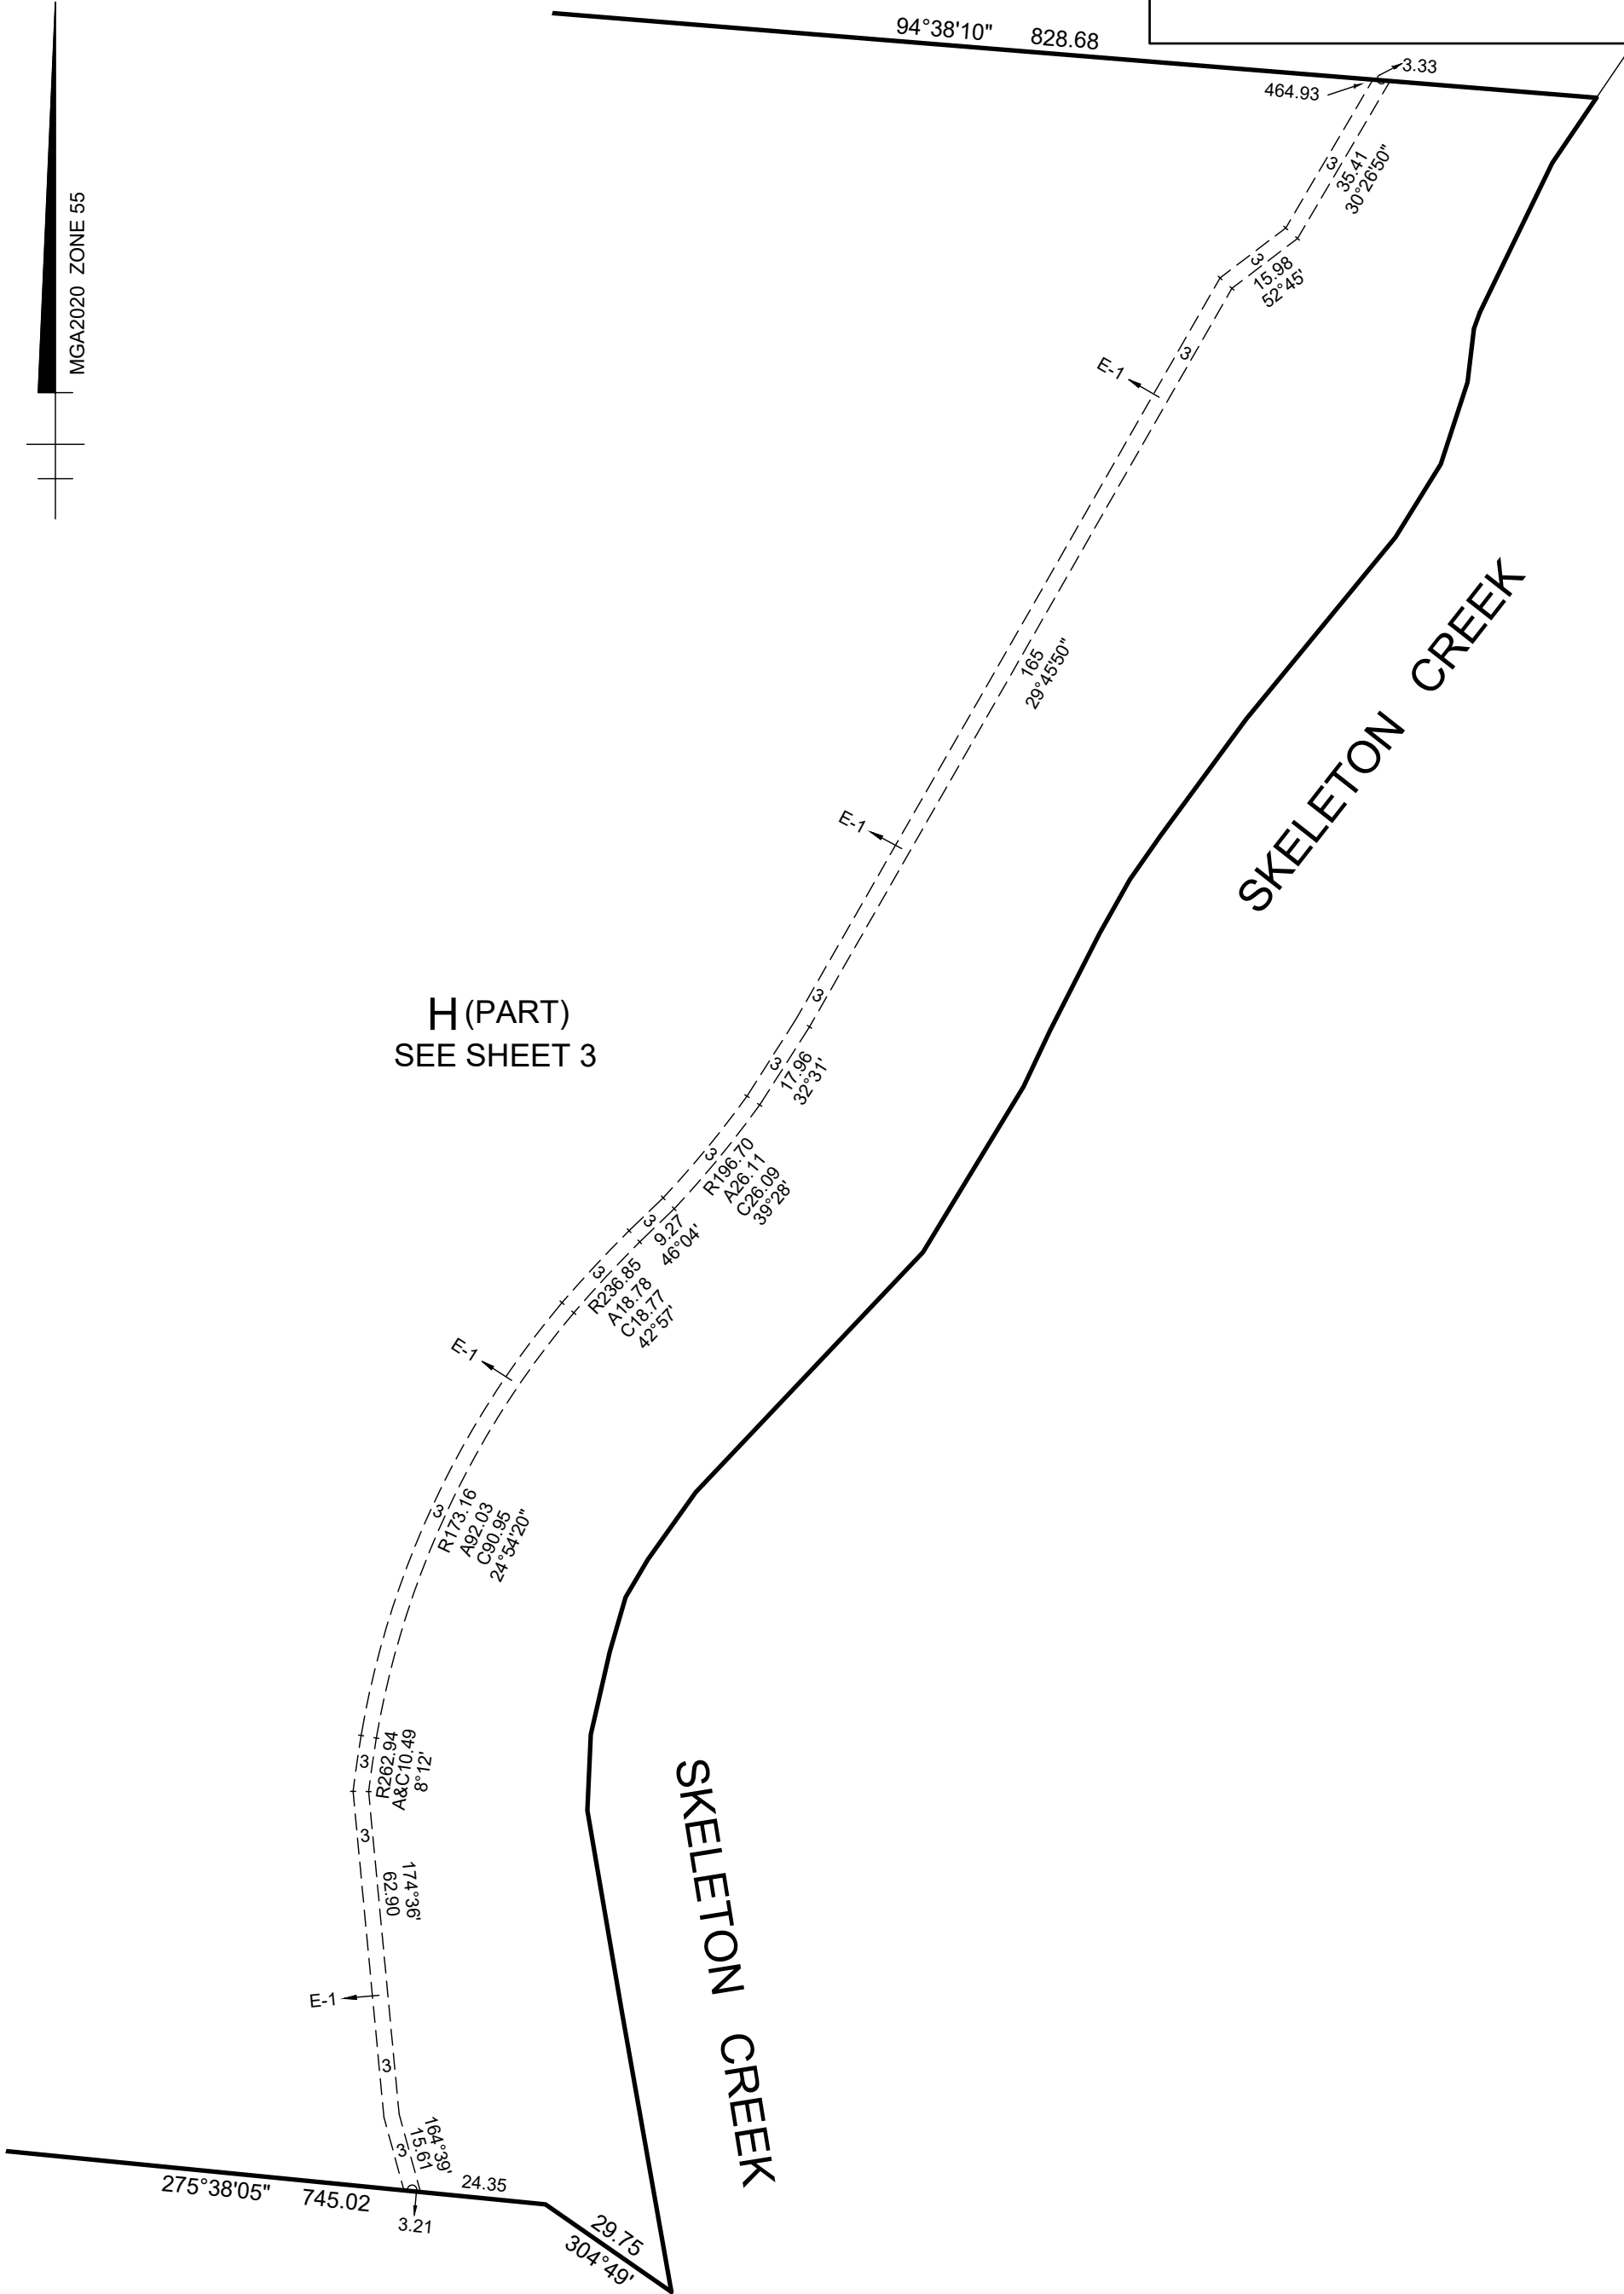 94°38'10" 828.68
3.33
464.93
3
35.41
30°26'50"
MGA2020 ZONE 55
3
15.98
52°45'
3
E-1
165
29°45'50"
SKELETON CREEK
E-1
3
H (PART)
SEE SHEET 3
3
17.96
32°31'
3
R196.70
A26.11
C26.09
39°28'
3
9.27
46°04'
3
R236.85
A18.78
C18.77
42°57'
E-1
3
R173.16
A92.03
C90.95
24°54'20"
3
R262.94
A&C10.49
8°12'
3
174°36'
62.90
SKELETON CREEK
E-1
3
3
164°39'
15.61
275°38'05" 745.02
24.35
3.21
29.75
304°49'